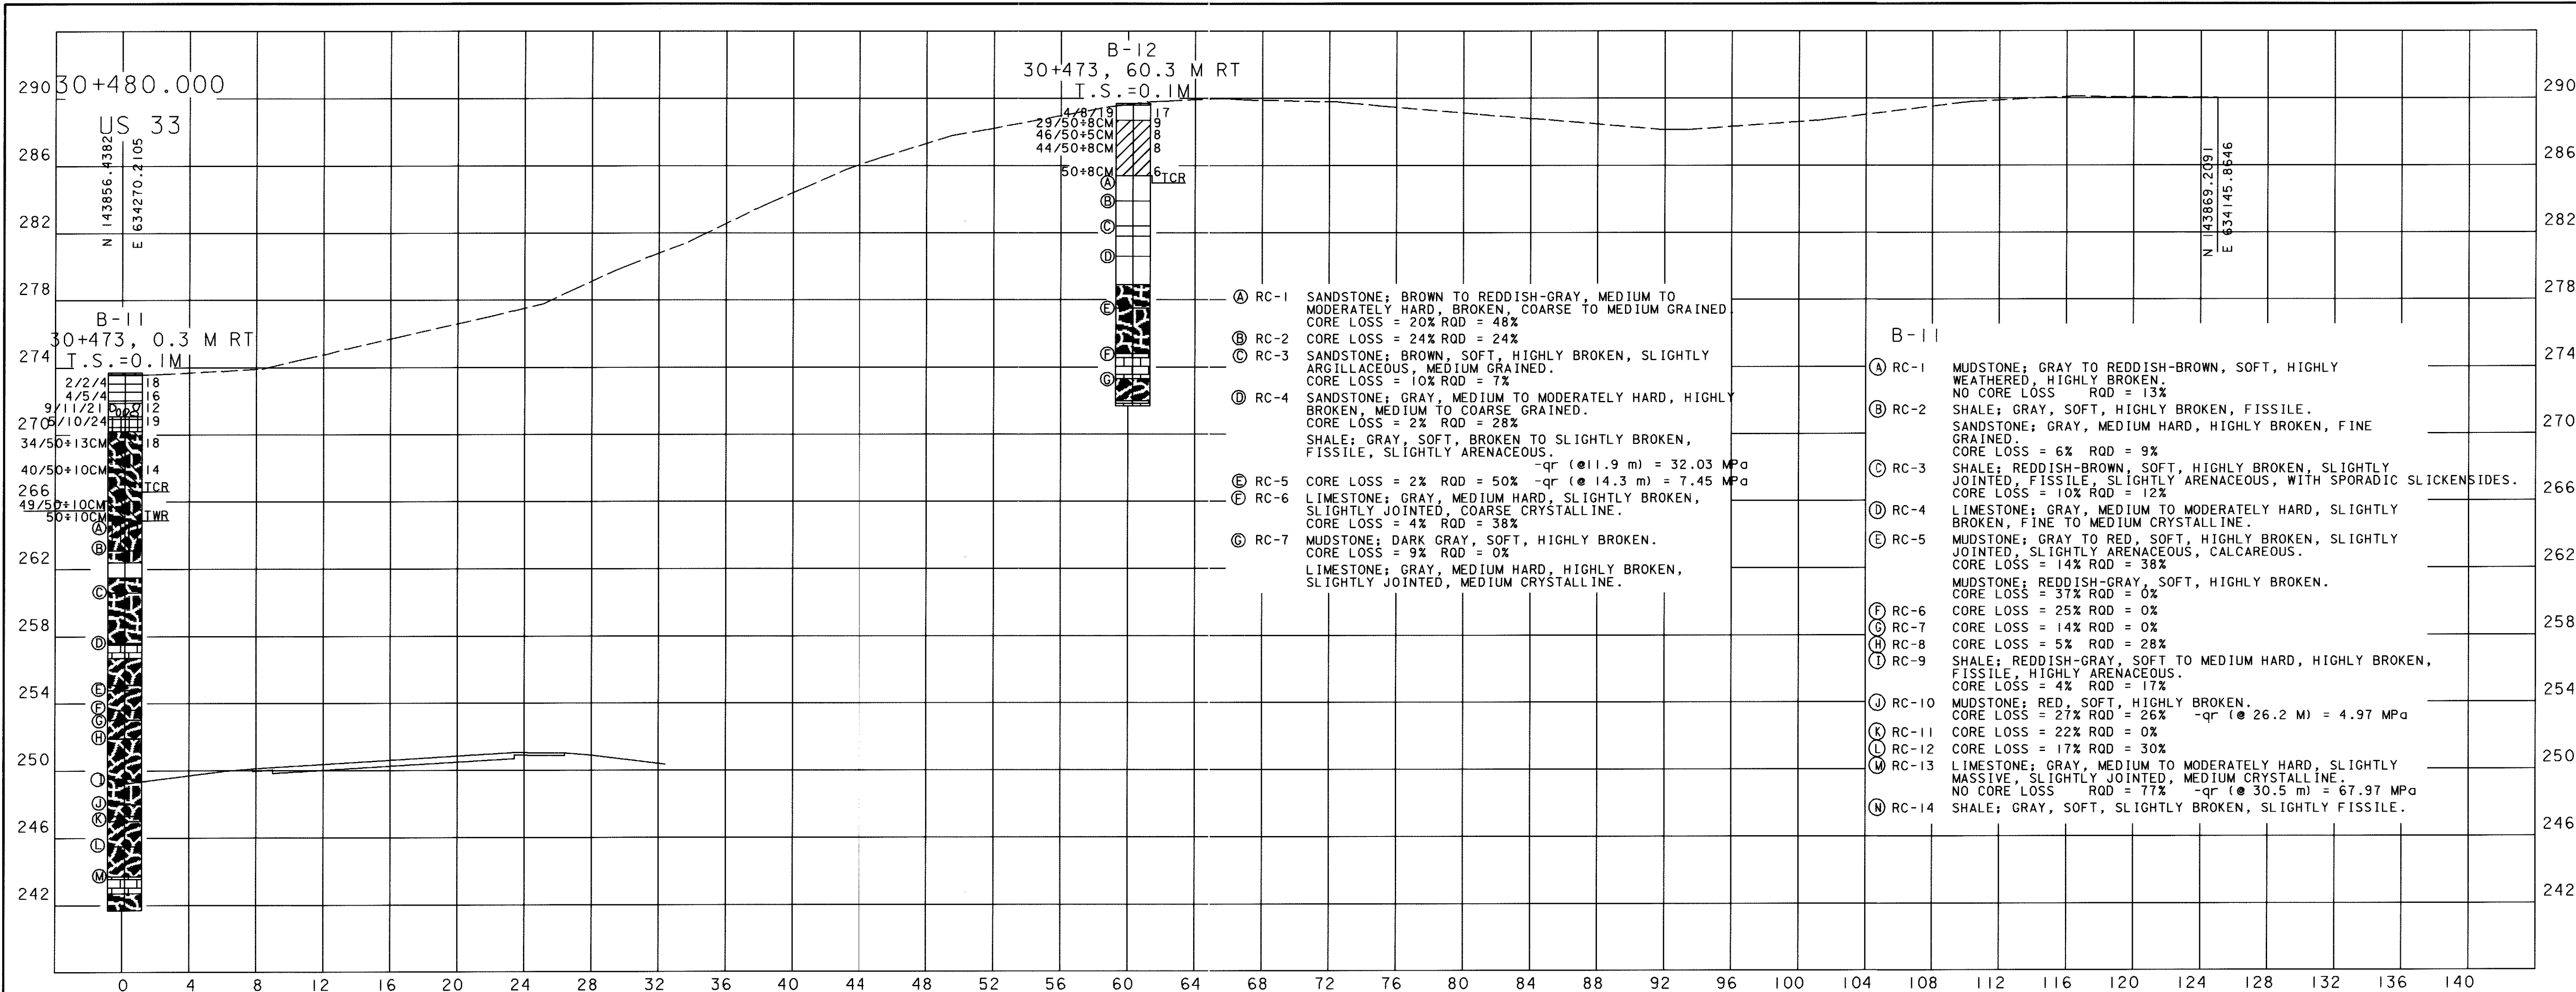 B-12
30+473, 60.3 M RT
T.S.=0.1M
290 30+480.000 290
US 33
N 143856.4382
E 634270.2105
4/8/19 17
29/50÷8CM 9
46/50÷5CM 8
44/50÷8CM 8
50÷8CM 6
TCR
286 286
N 143869.2091
E 634145.8646
A
B
C
D
E
F
G
282 282
278 278
B-11
30+473, 0.3 M RT
T.S.=0.1M
274 274
2/2/4 18
4/5/4 16
9/11/21 12
5/10/24 19
34/50÷13CM 18
40/50÷10CM 14
TCR
49/50÷10CM
50÷10CM TWR
270 270
266 266
262 262
258 258
254 254
250 250
246 246
242 242
A
B
C
D
E
F
G
H
I
J
K
L
M
A RC-1 SANDSTONE; BROWN TO REDDISH-GRAY, MEDIUM TO
MODERATELY HARD, BROKEN, COARSE TO MEDIUM GRAINED.
CORE LOSS = 20% RQD = 48%
B RC-2 CORE LOSS = 24% RQD = 24%
C RC-3 SANDSTONE; BROWN, SOFT, HIGHLY BROKEN, SLIGHTLY
ARGILLACEOUS, MEDIUM GRAINED.
CORE LOSS = 10% RQD = 7%
D RC-4 SANDSTONE; GRAY, MEDIUM TO MODERATELY HARD, HIGHLY
BROKEN, MEDIUM TO COARSE GRAINED.
CORE LOSS = 2% RQD = 28%
SHALE; GRAY, SOFT, BROKEN TO SLIGHTLY BROKEN,
FISSILE, SLIGHTLY ARENACEOUS.
-qr (@11.9 m) = 32.03 MPa
E RC-5 CORE LOSS = 2% RQD = 50% -qr (@ 14.3 m) = 7.45 MPa
F RC-6 LIMESTONE; GRAY, MEDIUM HARD, SLIGHTLY BROKEN,
SLIGHTLY JOINTED, COARSE CRYSTALLINE.
CORE LOSS = 4% RQD = 38%
G RC-7 MUDSTONE; DARK GRAY, SOFT, HIGHLY BROKEN.
CORE LOSS = 9% RQD = 0%
LIMESTONE; GRAY, MEDIUM HARD, HIGHLY BROKEN,
SLIGHTLY JOINTED, MEDIUM CRYSTALLINE.
B-11
A RC-1 MUDSTONE; GRAY TO REDDISH-BROWN, SOFT, HIGHLY
WEATHERED, HIGHLY BROKEN.
NO CORE LOSS RQD = 13%
B RC-2 SHALE; GRAY, SOFT, HIGHLY BROKEN, FISSILE.
SANDSTONE; GRAY, MEDIUM HARD, HIGHLY BROKEN, FINE
GRAINED.
CORE LOSS = 6% RQD = 9%
C RC-3 SHALE; REDDISH-BROWN, SOFT, HIGHLY BROKEN, SLIGHTLY
JOINTED, FISSILE, SLIGHTLY ARENACEOUS, WITH SPORADIC SLICKENSIDES.
CORE LOSS = 10% RQD = 12%
D RC-4 LIMESTONE; GRAY, MEDIUM TO MODERATELY HARD, SLIGHTLY
BROKEN, FINE TO MEDIUM CRYSTALLINE.
E RC-5 MUDSTONE; GRAY TO RED, SOFT, HIGHLY BROKEN, SLIGHTLY
JOINTED, SLIGHTLY ARENACEOUS, CALCAREOUS.
CORE LOSS = 14% RQD = 38%
MUDSTONE; REDDISH-GRAY, SOFT, HIGHLY BROKEN.
CORE LOSS = 37% RQD = 0%
F RC-6 CORE LOSS = 25% RQD = 0%
G RC-7 CORE LOSS = 14% RQD = 0%
H RC-8 CORE LOSS = 5% RQD = 28%
I RC-9 SHALE; REDDISH-GRAY, SOFT TO MEDIUM HARD, HIGHLY BROKEN,
FISSILE, HIGHLY ARENACEOUS.
CORE LOSS = 4% RQD = 17%
J RC-10 MUDSTONE; RED, SOFT, HIGHLY BROKEN.
CORE LOSS = 27% RQD = 26% -qr (@ 26.2 M) = 4.97 MPa
K RC-11 CORE LOSS = 22% RQD = 0%
L RC-12 CORE LOSS = 17% RQD = 30%
M RC-13 LIMESTONE; GRAY, MEDIUM TO MODERATELY HARD, SLIGHTLY
MASSIVE, SLIGHTLY JOINTED, MEDIUM CRYSTALLINE.
NO CORE LOSS RQD = 77% -qr (@ 30.5 m) = 67.97 MPa
N RC-14 SHALE; GRAY, SOFT, SLIGHTLY BROKEN, SLIGHTLY FISSILE.
0 4 8 12 16 20 24 28 32 36 40 44 48 52 56 60 64 68 72 76 80 84 88 92 96 100 104 108 112 116 120 124 128 132 136 140